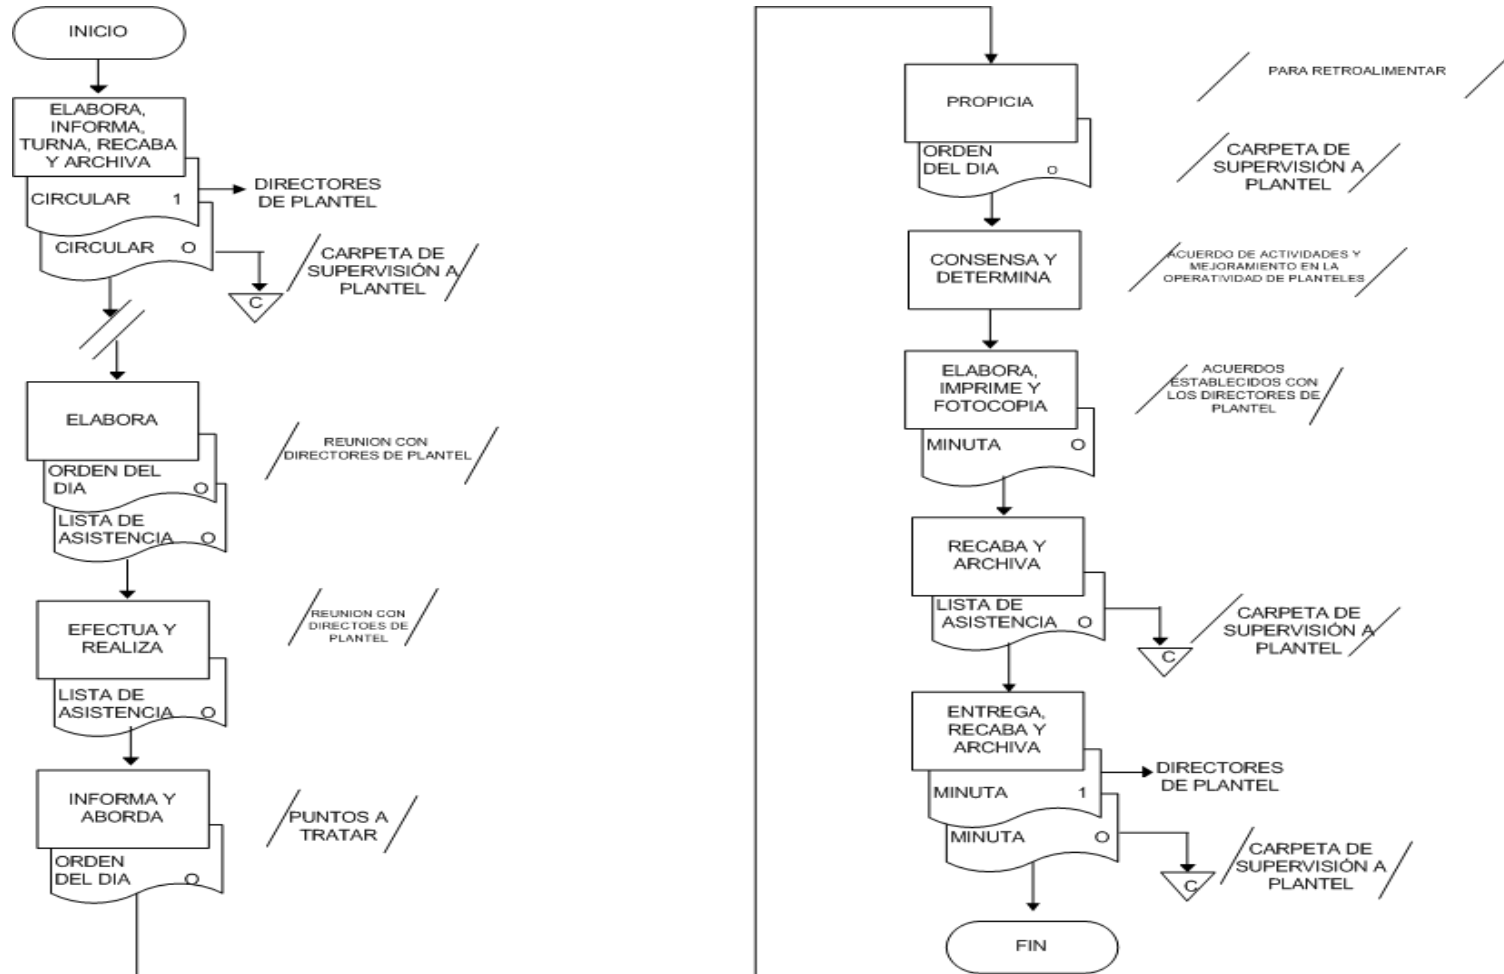 INICIO
ELABORA,
INFORMA,
TURNA, RECABA
Y ARCHIVA
CIRCULAR 1
DIRECTORES
DE PLANTEL
CIRCULAR O
CARPETA DE
SUPERVISIÓN A
PLANTEL
C
ELABORA
ORDEN DEL
DIA O
LISTA DE
ASISTENCIA O
REUNION CON
DIRECTORES DE PLANTEL
EFECTUA Y
REALIZA
LISTA DE
ASISTENCIA O
REUNION CON
DIRECTOES DE
PLANTEL
INFORMA Y
ABORDA
ORDEN
DEL DIA O
PUNTOS A
TRATAR
PROPICIA
ORDEN
DEL DIA O
PARA RETROALIMENTAR
CARPETA DE
SUPERVISIÓN A
PLANTEL
CONSENSA Y
DETERMINA
ACUERDO DE ACTIVIDADES Y
MEJORAMIENTO EN LA
OPERATIVIDAD DE PLANTELES
ELABORA,
IMPRIME Y
FOTOCOPIA
MINUTA O
ACUERDOS
ESTABLECIDOS CON
LOS DIRECTORES DE
PLANTEL
RECABA Y
ARCHIVA
LISTA DE
ASISTENCIA O
C
CARPETA DE
SUPERVISIÓN A
PLANTEL
ENTREGA,
RECABA Y
ARCHIVA
MINUTA 1
DIRECTORES
DE PLANTEL
MINUTA O
C
CARPETA DE
SUPERVISIÓN A
PLANTEL
FIN